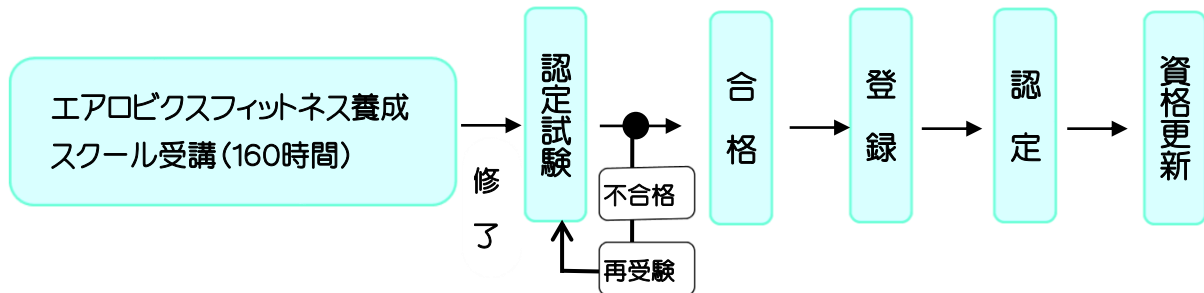 エアロビクスフィットネス養成
スクール受講（160時間）
修了
認定試験
不合格
再受験
合格
登録
認定
資格更新